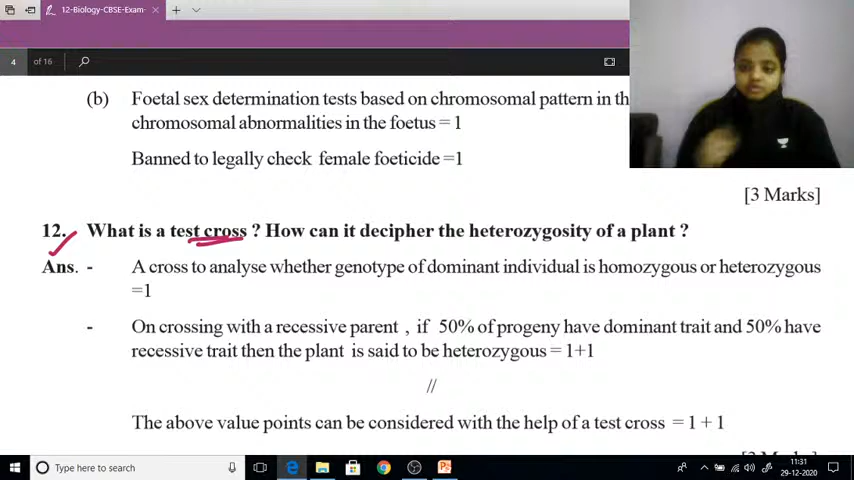 12-Biology-CBSE-Exam-
4 of 16
(b) Foetal sex determination tests based on chromosomal pattern in th
chromosomal abnormalities in the foetus = 1
Banned to legally check female foeticide =1
[3 Marks]
12. What is a test cross ? How can it decipher the heterozygosity of a plant ?
Ans. - A cross to analyse whether genotype of dominant individual is homozygous or heterozygous
=1
- On crossing with a recessive parent , if 50% of progeny have dominant trait and 50% have
recessive trait then the plant is said to be heterozygous = 1+1
//
The above value points can be considered with the help of a test cross = 1 + 1
Type here to search
11:31
29-12-2020